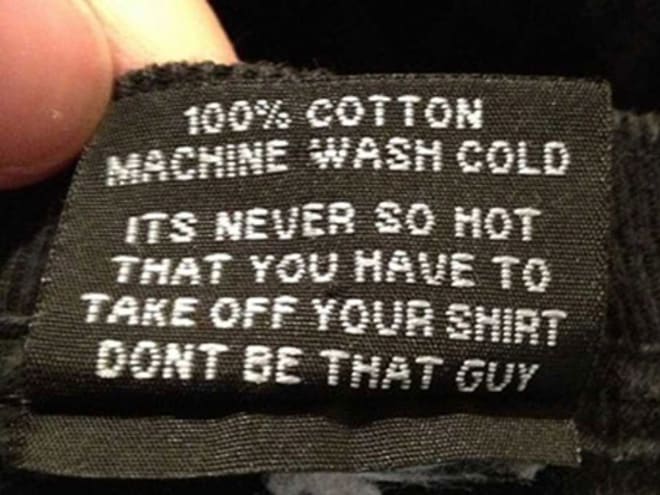 100% COTTON
MACHINE WASH COLD
ITS NEVER SO HOT
THAT YOU HAVE TO
TAKE OFF YOUR SHIRT
DONT BE THAT GUY